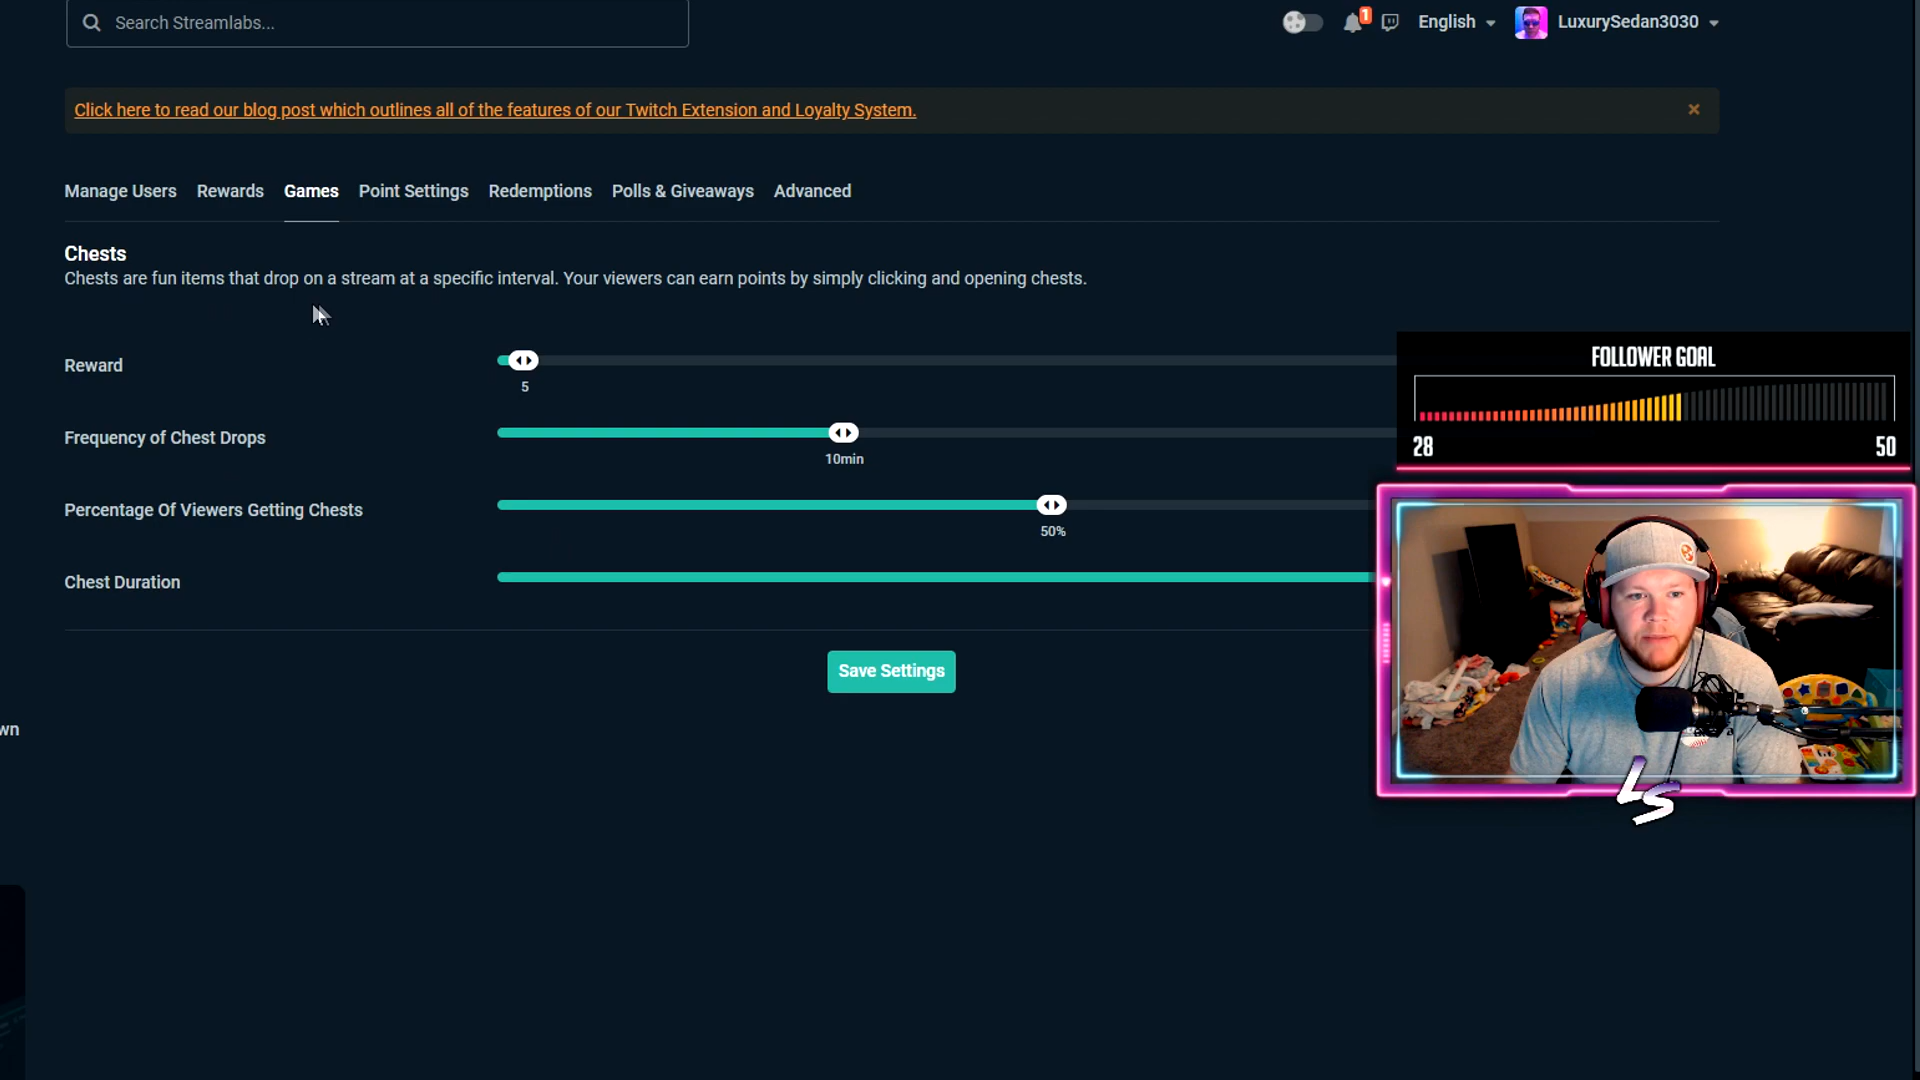 Search Streamlabs...
1
English
LuxurySedan3030
Click here to read our blog post which outlines all of the features of our Twitch Extension and Loyalty System.
Manage Users Rewards Games Point Settings Redemptions Polls & Giveaways Advanced
Chests
Chests are fun items that drop on a stream at a specific interval. Your viewers can earn points by simply clicking and opening chests.
Reward
5
Frequency of Chest Drops
10min
Percentage Of Viewers Getting Chests
50%
Chest Duration
Save Settings
wn
FOLLOWER GOAL
28 50
LS